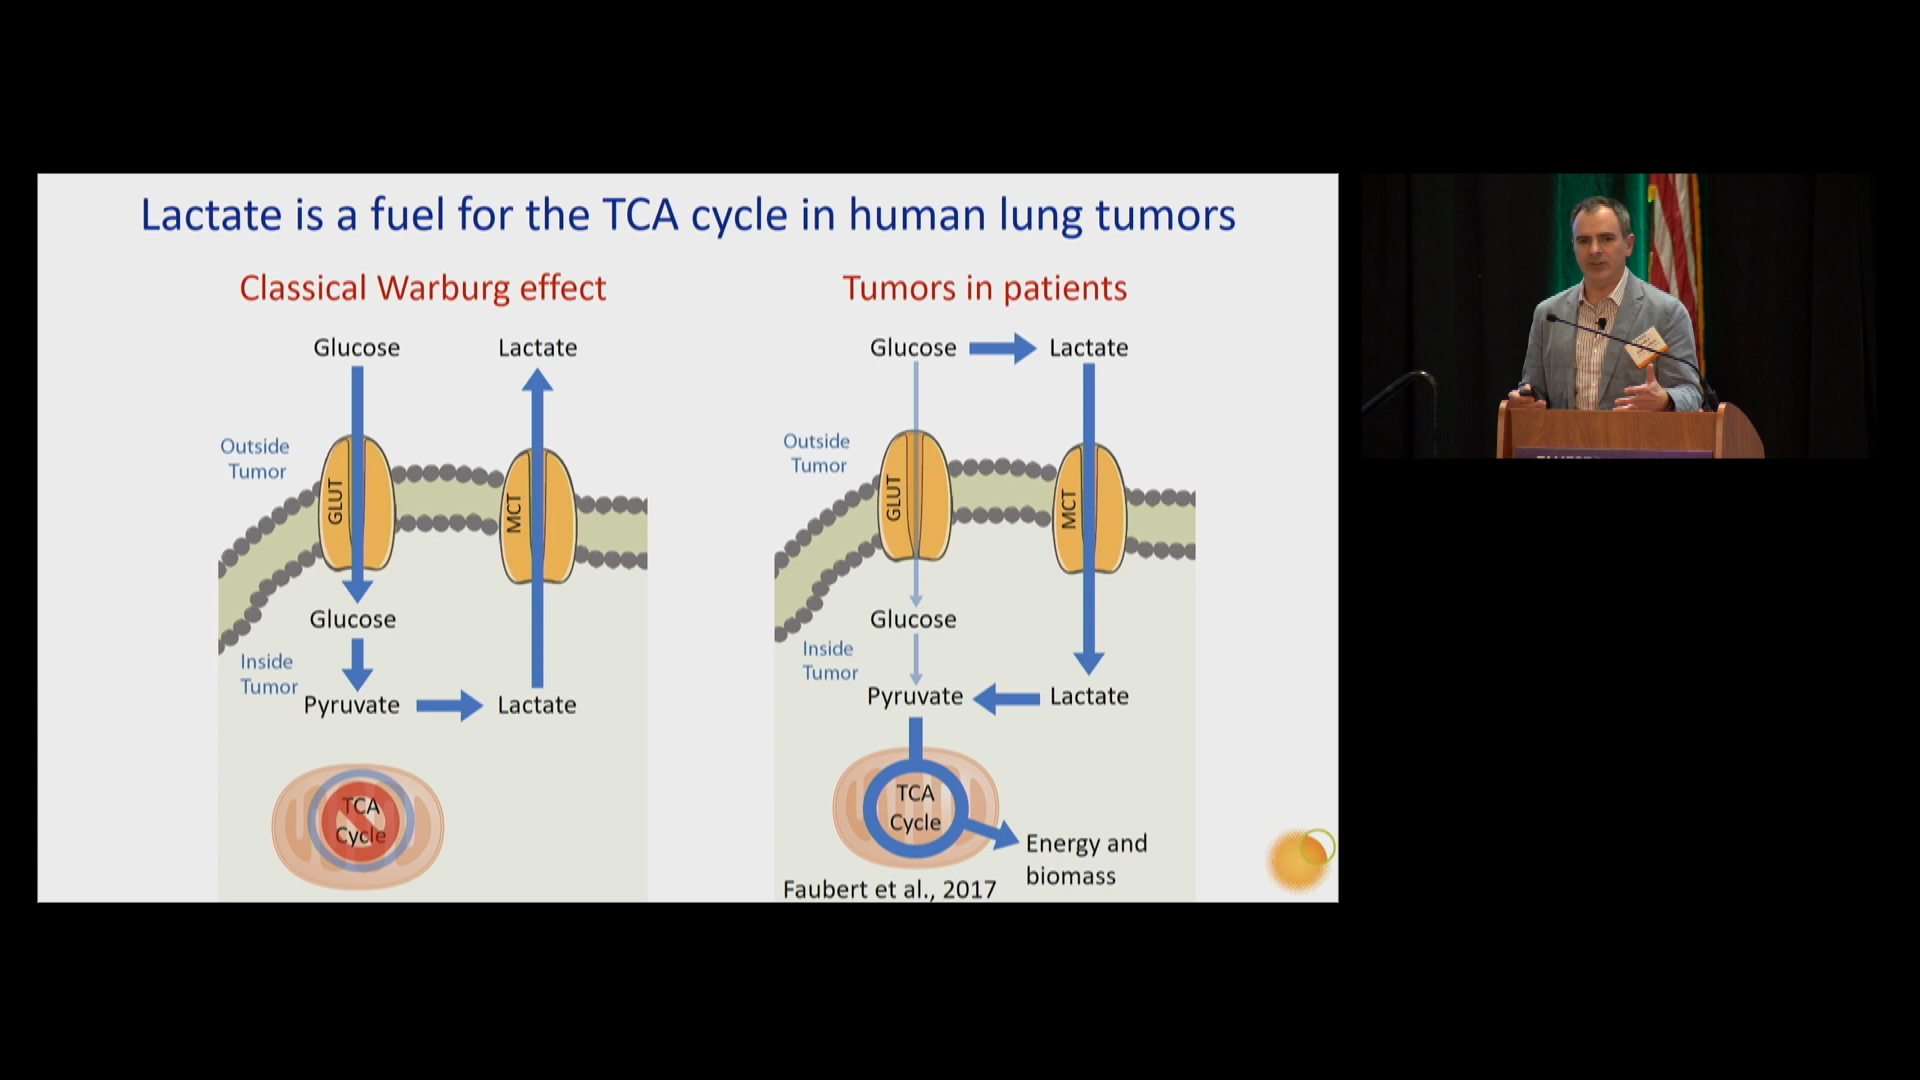 Lactate is a fuel for the TCA cycle in human lung tumors
Classical Warburg effect
Glucose
Lactate
Outside
Tumor
GLUT
MCT
Glucose
Inside
Tumor
Pyruvate
Lactate
TCA
Cycle
Tumors in patients
Glucose
Lactate
Outside
Tumor
GLUT
MCT
Glucose
Inside
Tumor
Pyruvate
Lactate
TCA
Cycle
Energy and
biomass
Faubert et al., 2017